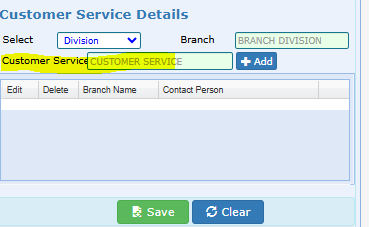 Customer Service Details
Select Division Branch BRANCH DIVISION
Customer Service CUSTOMER SERVICE Add
Edit Delete Branch Name Contact Person
Save Clear